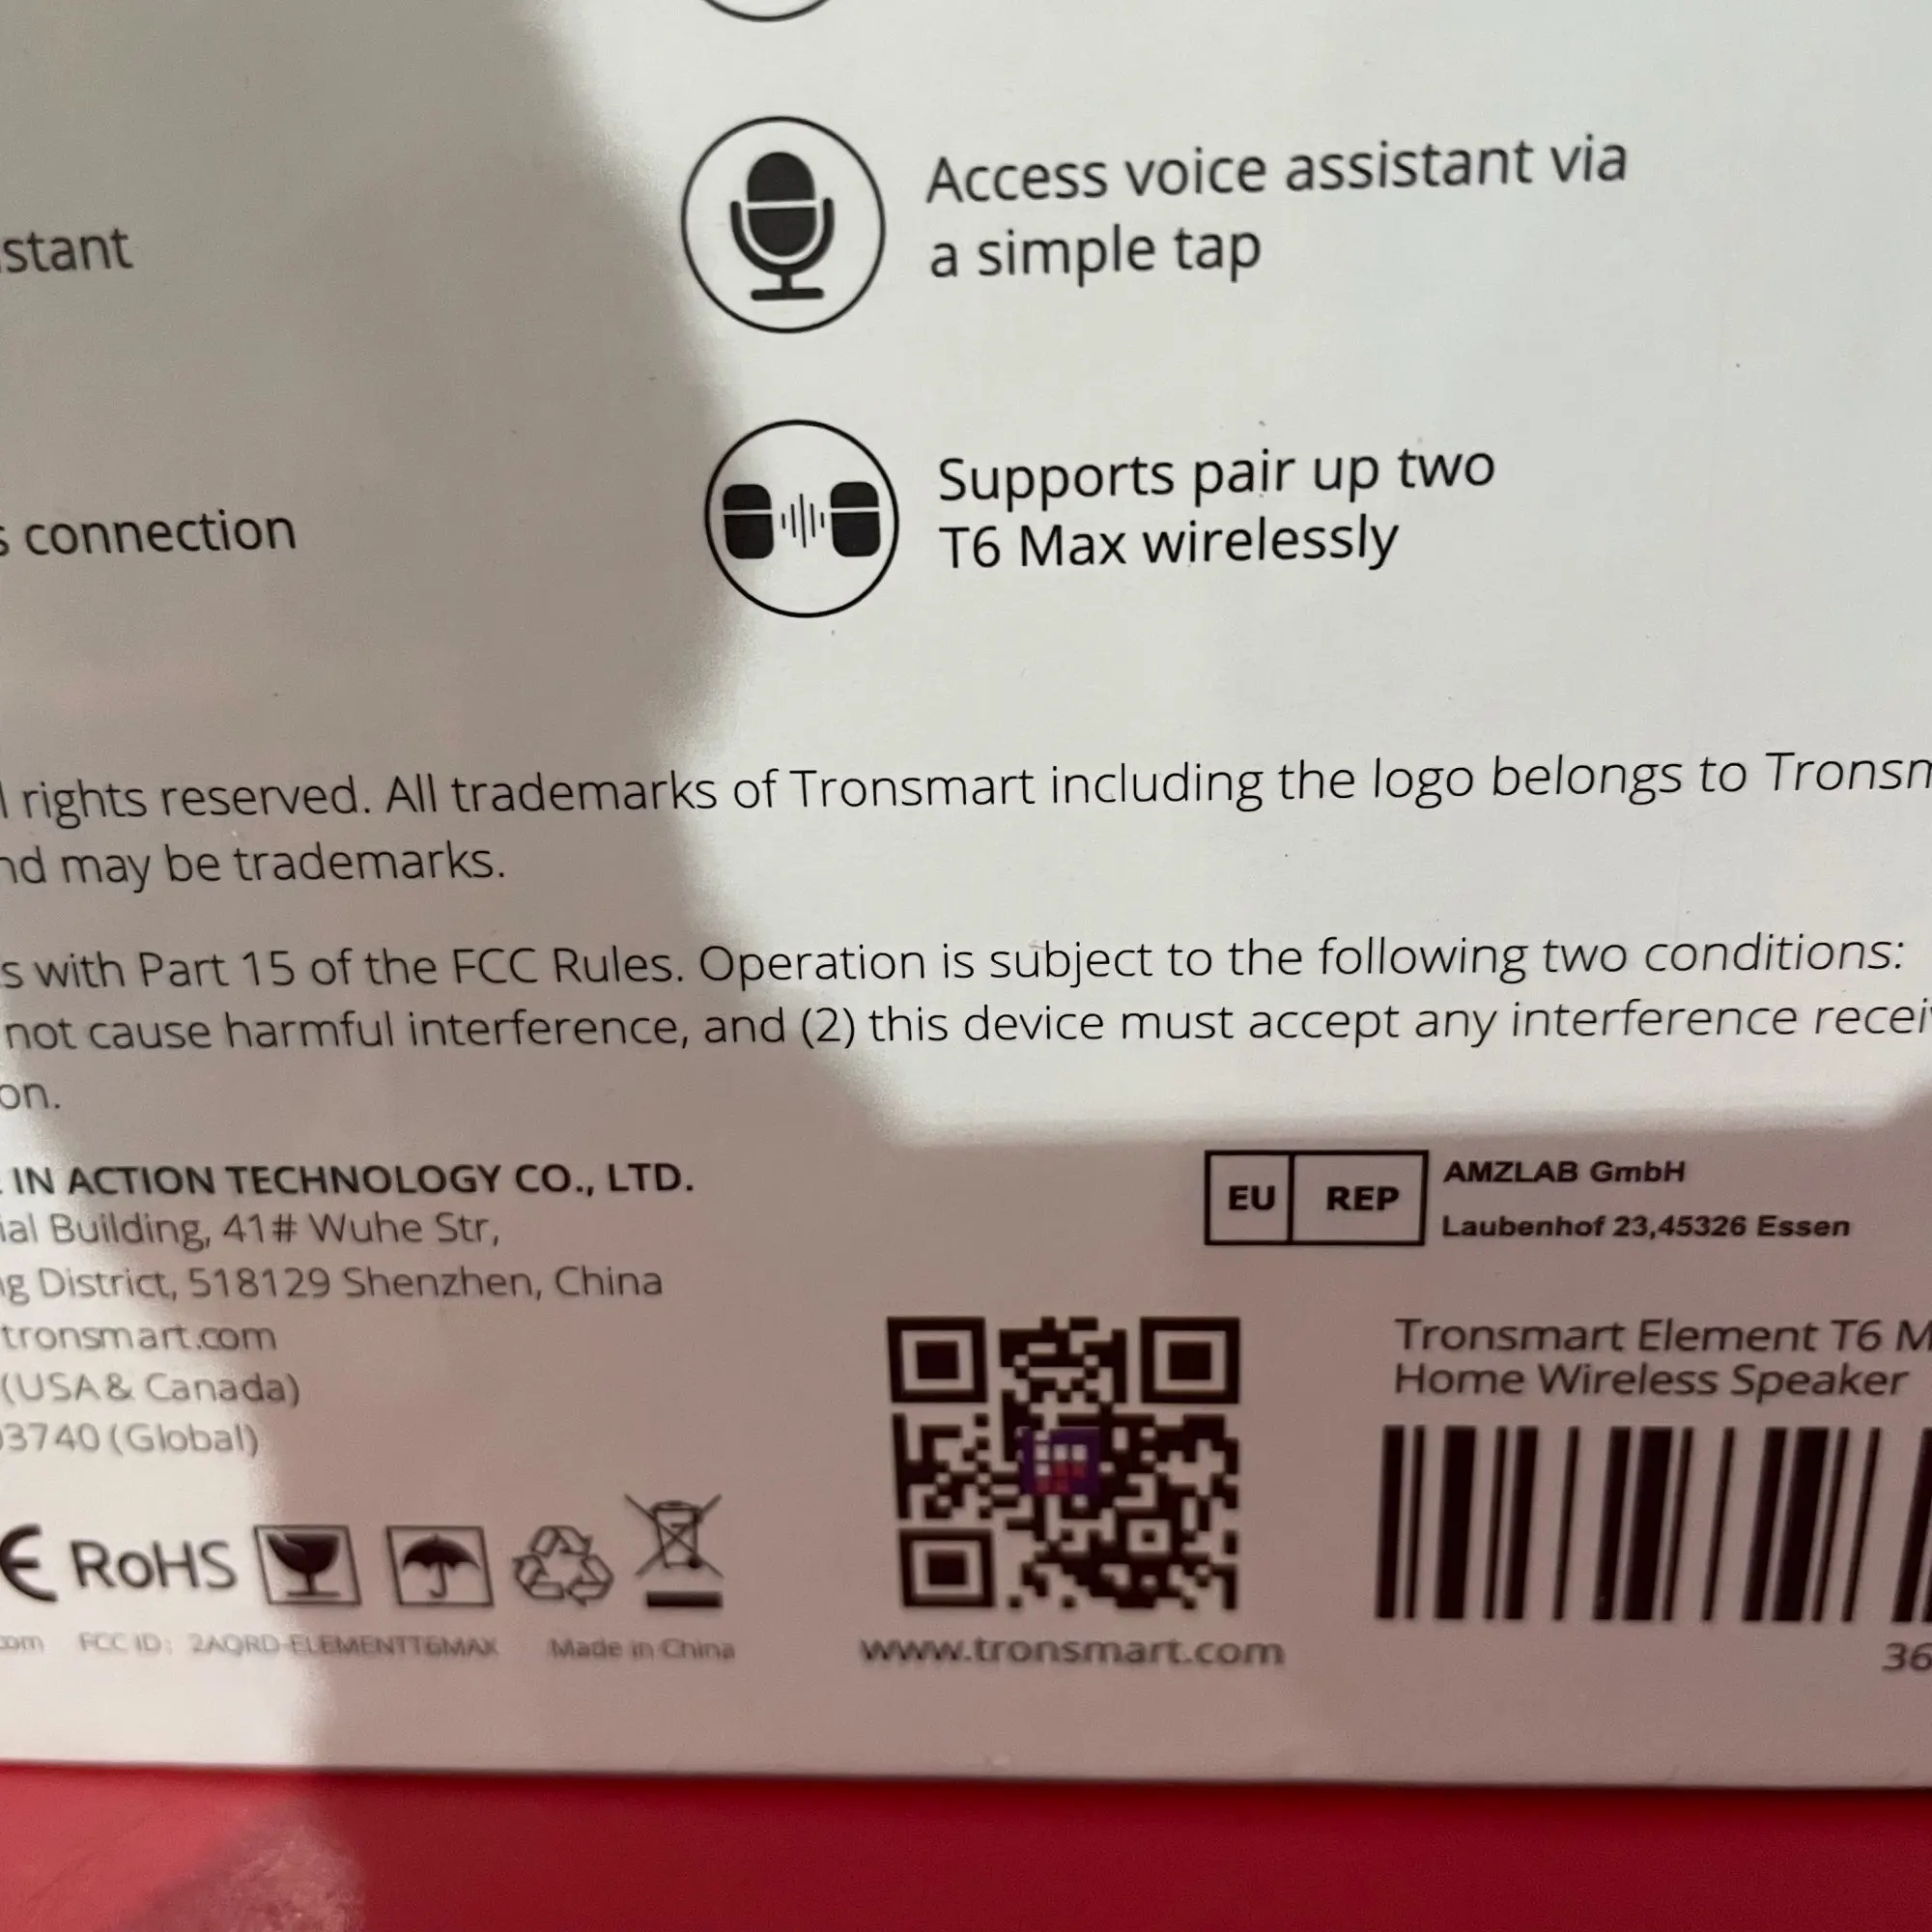 stant
Access voice assistant via
a simple tap
s connection
Supports pair up two
T6 Max wirelessly
l rights reserved. All trademarks of Tronsmart including the logo belongs to Tronsm
nd may be trademarks.
s with Part 15 of the FCC Rules. Operation is subject to the following two conditions:
not cause harmful interference, and (2) this device must accept any interference recei
on.
IN ACTION TECHNOLOGY CO., LTD.
ial Building, 41# Wuhe Str,
g District, 518129 Shenzhen, China
tronsmart.com
(USA & Canada)
3740 (Global)
EU REP
AMZLAB GmbH
Laubenhof 23,45326 Essen
Tronsmart Element T6 M
Home Wireless Speaker
CE RoHS
com FCC ID: 2AQRD-ELEMENTT6MAX Made in China
www.tronsmart.com
36